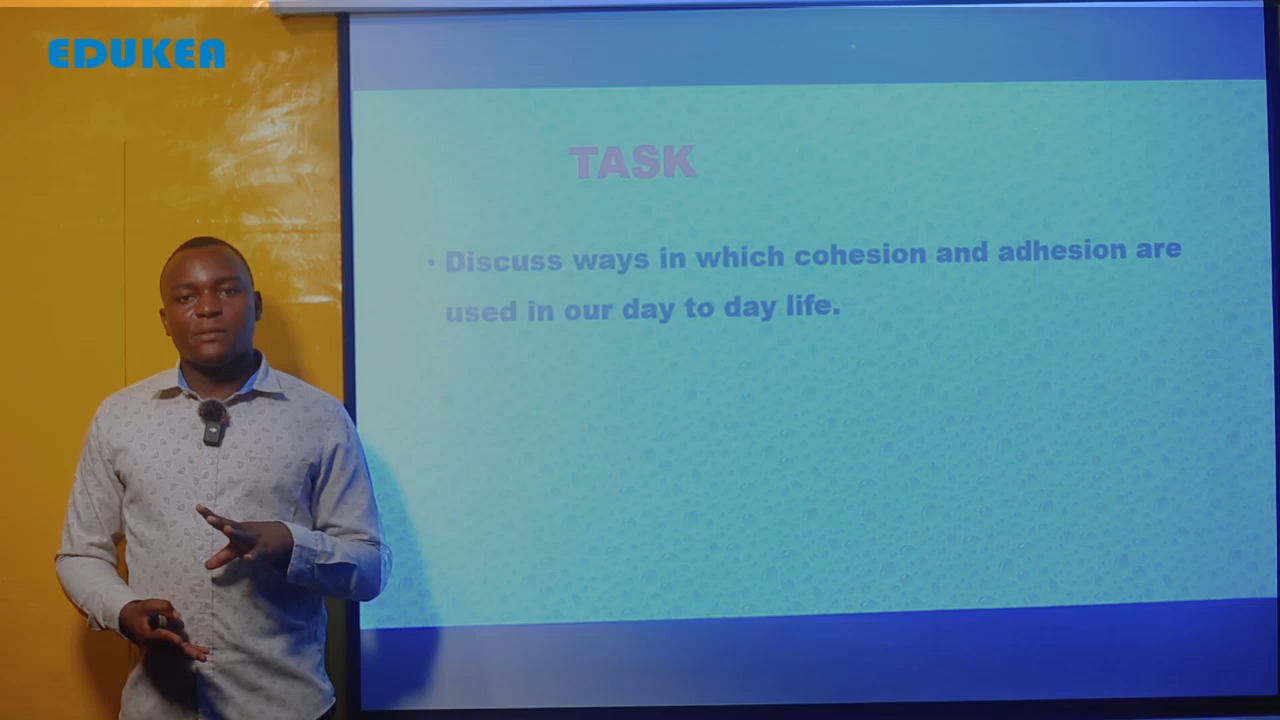 EDUKEA
TASK
• Discuss ways in which cohesion and adhesion are
used in our day to day life.